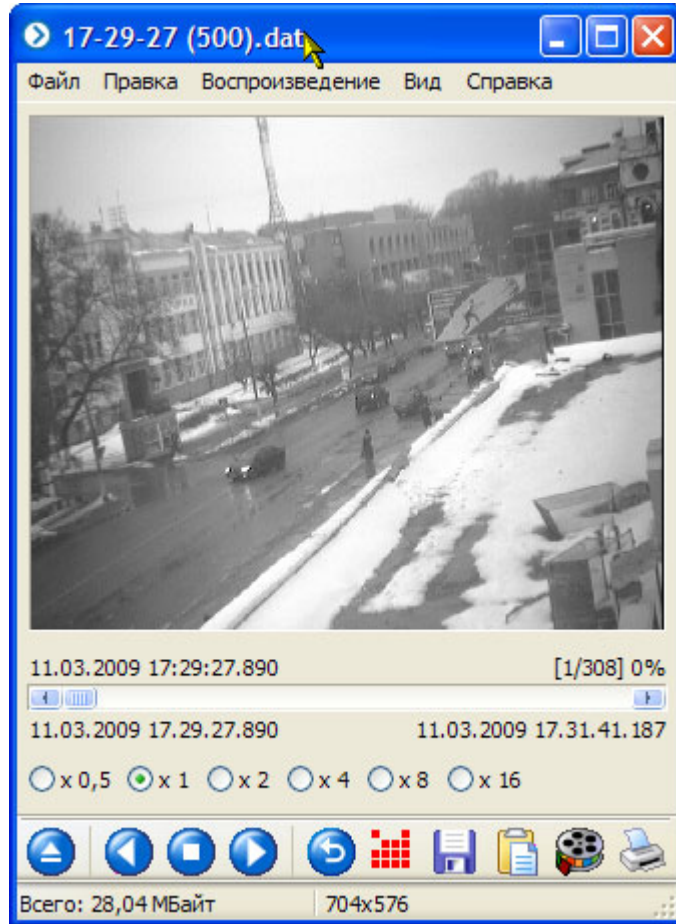 17-29-27 (500).dat
Файл Правка Воспроизведение Вид Справка
11.03.2009 17:29:27.890 [1/308] 0%
11.03.2009 17.29.27.890 11.03.2009 17.31.41.187
x 0,5 x 1 x 2 x 4 x 8 x 16
Всего: 28,04 МБайт 704x576